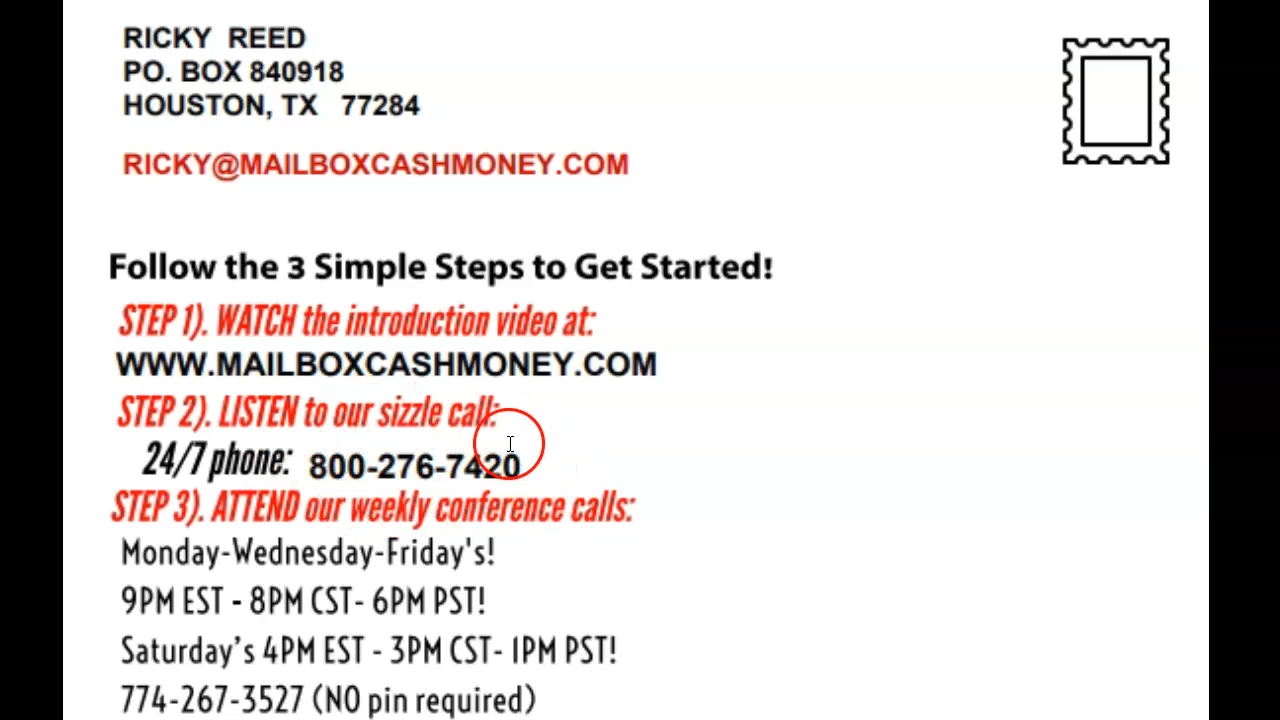 RICKY REED
PO. BOX 840918
HOUSTON, TX 77284
RICKY@MAILBOXCASHMONEY.COM
Follow the 3 Simple Steps to Get Started!
STEP 1). WATCH the introduction video at:
WWW.MAILBOXCASHMONEY.COM
STEP 2). LISTEN to our sizzle call:
24/7 phone: 800-276-7420
STEP 3). ATTEND our weekly conference calls:
Monday-Wednesday-Friday's!
9PM EST - 8PM CST- 6PM PST!
Saturday's 4PM EST - 3PM CST- 1PM PST!
774-267-3527 (NO pin required)